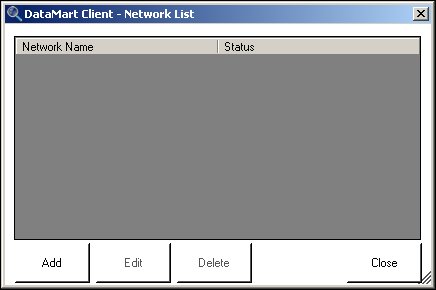 DataMart Client - Network List
Network Name Status
Add Edit Delete Close